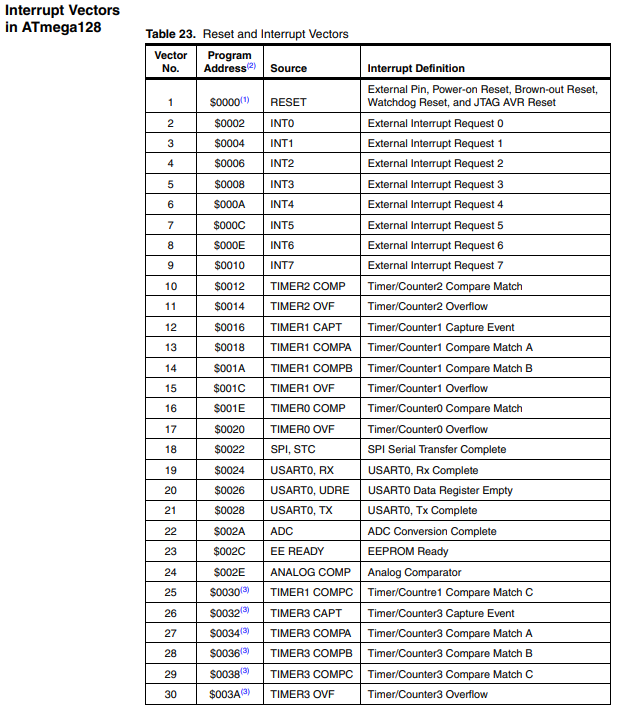 Interrupt Vectors
in ATmega128
Table 23. Reset and Interrupt Vectors
Vector No. Program Address(2) Source Interrupt Definition
1 $0000(1) RESET External Pin, Power-on Reset, Brown-out Reset,
Watchdog Reset, and JTAG AVR Reset
2 $0002 INT0 External Interrupt Request 0
3 $0004 INT1 External Interrupt Request 1
4 $0006 INT2 External Interrupt Request 2
5 $0008 INT3 External Interrupt Request 3
6 $000A INT4 External Interrupt Request 4
7 $000C INT5 External Interrupt Request 5
8 $000E INT6 External Interrupt Request 6
9 $0010 INT7 External Interrupt Request 7
10 $0012 TIMER2 COMP Timer/Counter2 Compare Match
11 $0014 TIMER2 OVF Timer/Counter2 Overflow
12 $0016 TIMER1 CAPT Timer/Counter1 Capture Event
13 $0018 TIMER1 COMPA Timer/Counter1 Compare Match A
14 $001A TIMER1 COMPB Timer/Counter1 Compare Match B
15 $001C TIMER1 OVF Timer/Counter1 Overflow
16 $001E TIMER0 COMP Timer/Counter0 Compare Match
17 $0020 TIMER0 OVF Timer/Counter0 Overflow
18 $0022 SPI, STC SPI Serial Transfer Complete
19 $0024 USART0, RX USART0, Rx Complete
20 $0026 USART0, UDRE USART0 Data Register Empty
21 $0028 USART0, TX USART0, Tx Complete
22 $002A ADC ADC Conversion Complete
23 $002C EE READY EEPROM Ready
24 $002E ANALOG COMP Analog Comparator
25 $0030(3) TIMER1 COMPC Timer/Countre1 Compare Match C
26 $0032(3) TIMER3 CAPT Timer/Counter3 Capture Event
27 $0034(3) TIMER3 COMPA Timer/Counter3 Compare Match A
28 $0036(3) TIMER3 COMPB Timer/Counter3 Compare Match B
29 $0038(3) TIMER3 COMPC Timer/Counter3 Compare Match C
30 $003A(3) TIMER3 OVF Timer/Counter3 Overflow